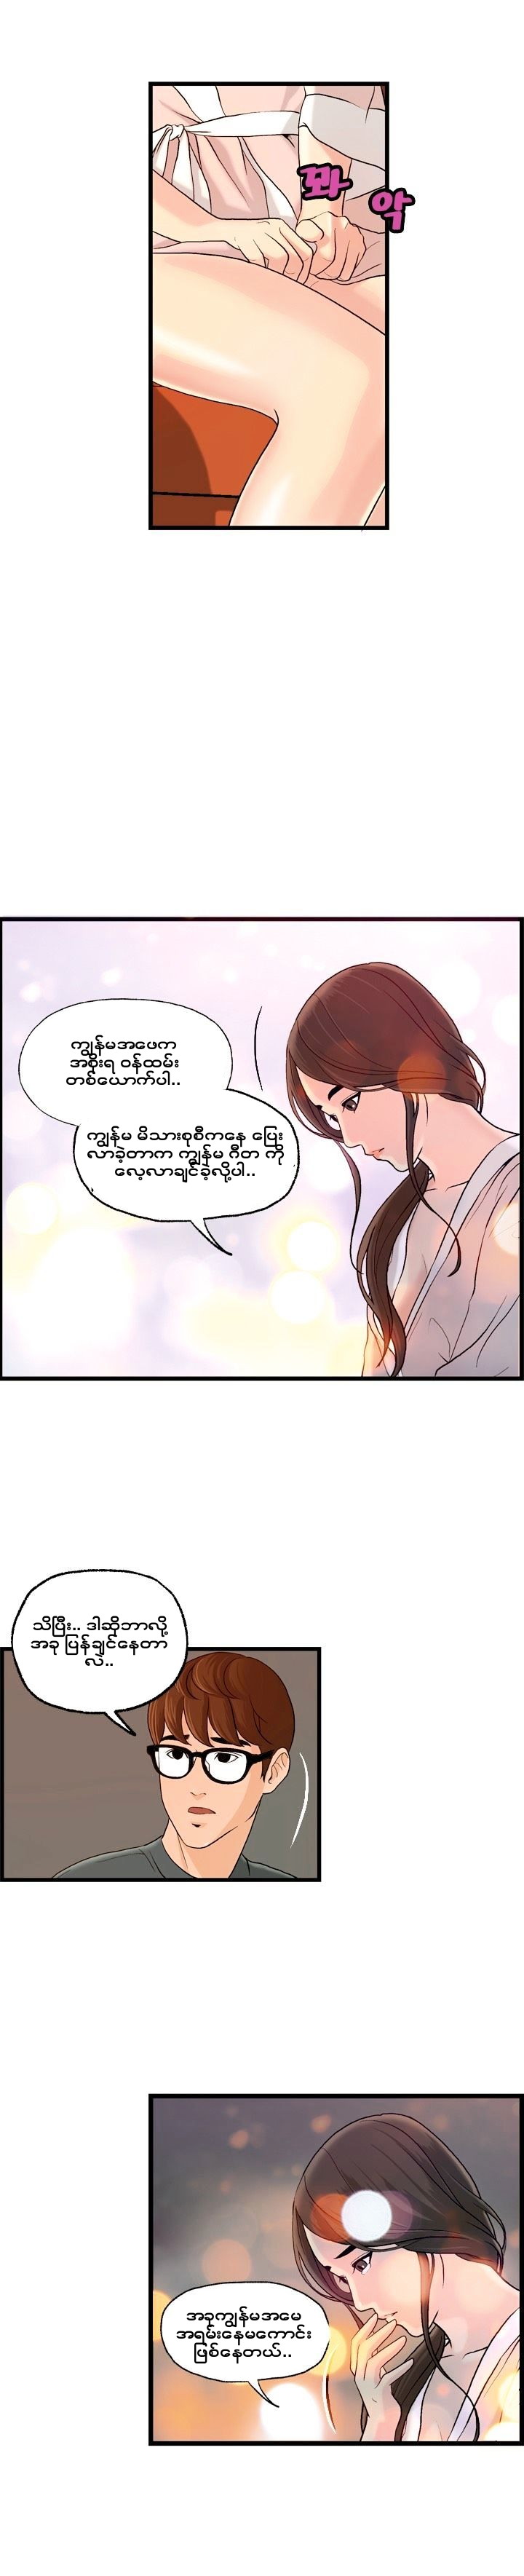 꽈
악
ကျွန်မအဖေက
အစိုးရ ဝန်ထမ်း
တစ်ယောက်ပါ..
ကျွန်မ မိသားစုစီကနေ ပြေး
လာခဲ့တာက ကျွန်မ ဂီတ ကို
လေ့လာချင်ခဲ့လို့ပါ..
သိပြီး.. ဒါဆိုဘာလို့
အခု ပြန်ချင်နေတာ
လဲ..
အခုကျွန်မအမေ
အရမ်းနေမကောင်း
ဖြစ်နေတယ်..